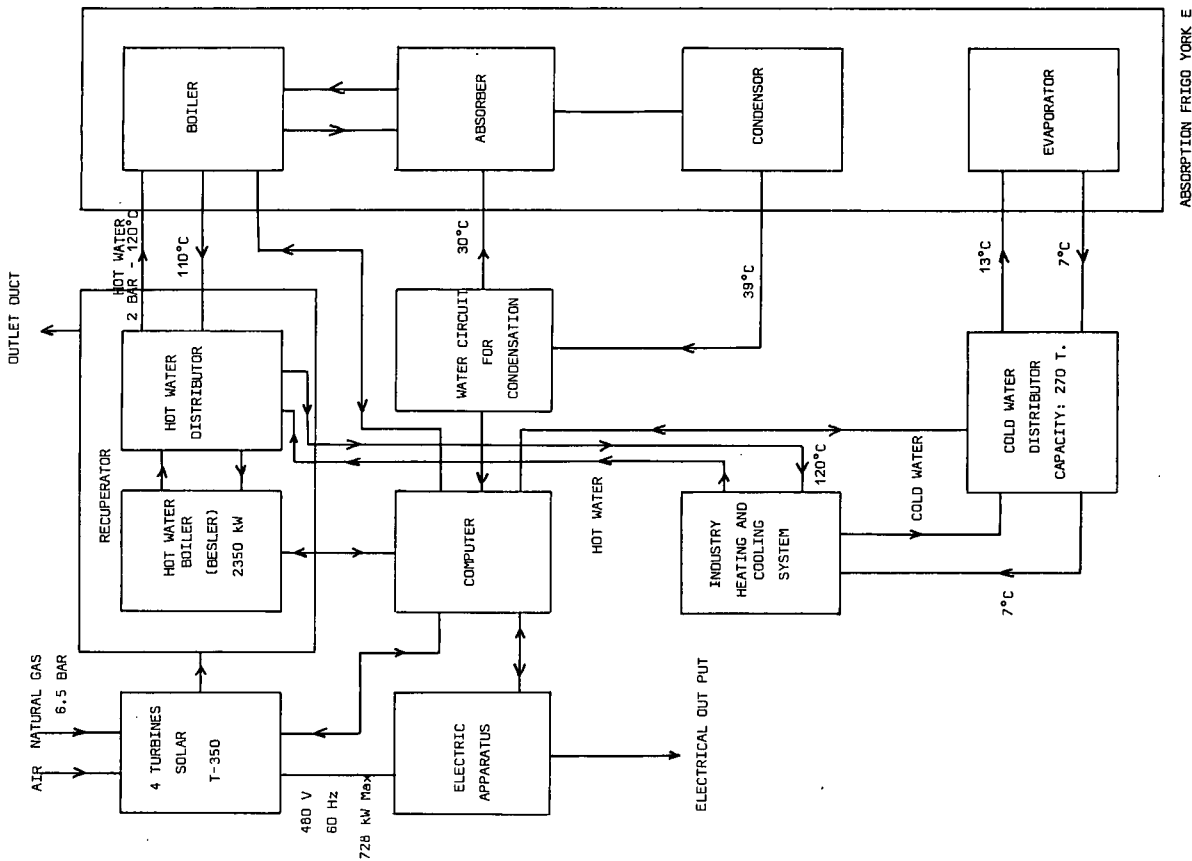 AIR
NATURAL GAS
6.5 BAR
4 TURBINES
SOLAR
T-350
480 V
60 Hz
728 kW Max
ELECTRIC
APPARATUS
ELECTRICAL OUT PUT
OUTLET DUCT
RECUPERATOR
HOT WATER
BOILER
(BESLER)
2350 kW
HOT WATER
DISTRIBUTOR
HOT WATER
2 BAR - 120°C
110°C
COMPUTER
WATER CIRCUIT
FOR
CONDENSATION
30°C
39°C
HOT WATER
120°C
INDUSTRY
HEATING AND
COOLING
SYSTEM
COLD WATER
7°C
COLD WATER
DISTRIBUTOR
CAPACITY: 270 T.
13°C
7°C
BOILER
ABSORBER
CONDENSOR
EVAPORATOR
ABSORPTION FRIGO YORK E